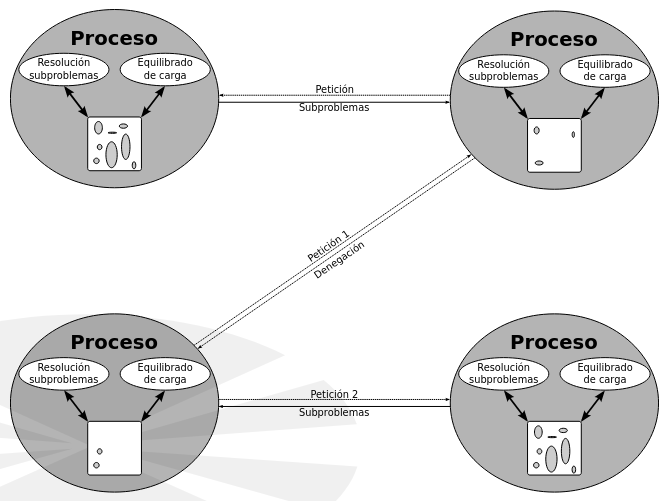 Proceso
Resolución
subproblemas
Equilibrado
de carga
Petición
Subproblemas
Proceso
Resolución
subproblemas
Equilibrado
de carga
Petición 1
Denegación
Proceso
Resolución
subproblemas
Equilibrado
de carga
Petición 2
Subproblemas
Proceso
Resolución
subproblemas
Equilibrado
de carga